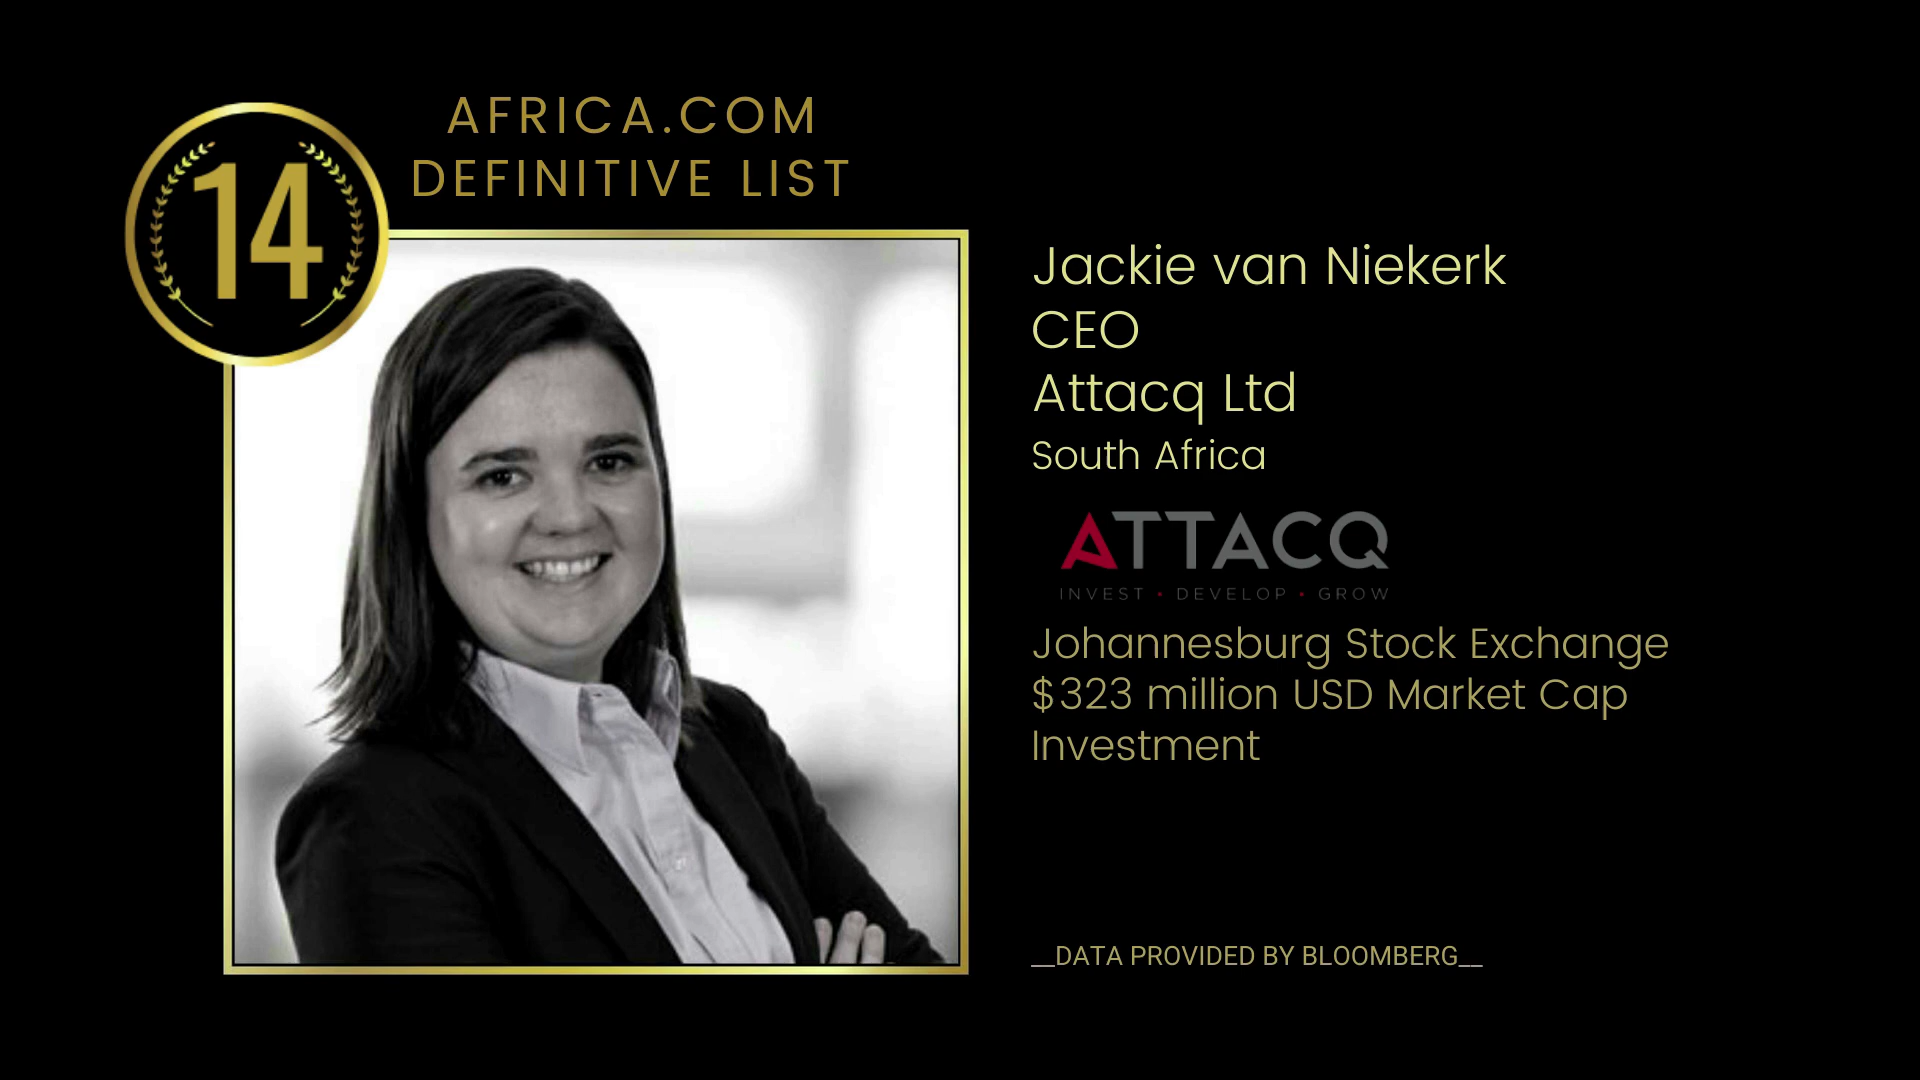 AFRICA.COM
DEFINITIVE LIST
14
Jackie van Niekerk
CEO
Attacq Ltd
South Africa
ATTACQ
INVEST • DEVELOP • GROW
Johannesburg Stock Exchange
$323 million USD Market Cap
Investment
__DATA PROVIDED BY BLOOMBERG__